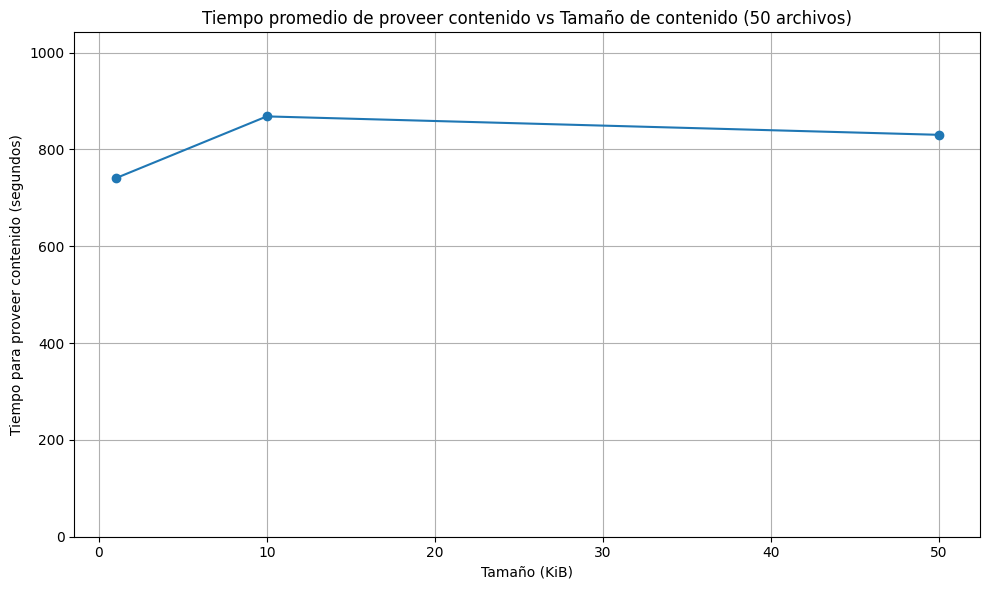 Tiempo promedio de proveer contenido vs Tamaño de contenido (50 archivos)
Tiempo para proveer contenido (segundos)
1000
800
600
400
200
0
0 10 20 30 40 50
Tamaño (KiB)